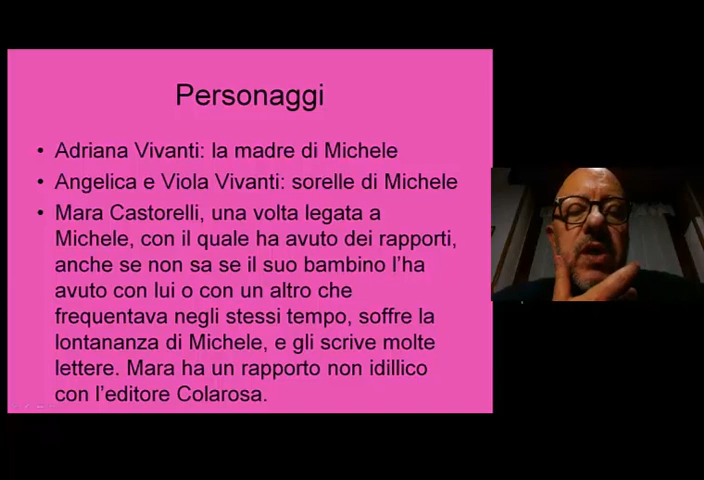 Personaggi
• Adriana Vivanti: la madre di Michele
• Angelica e Viola Vivanti: sorelle di Michele
• Mara Castorelli, una volta legata a
Michele, con il quale ha avuto dei rapporti,
anche se non sa se il suo bambino l'ha
avuto con lui o con un altro che
frequentava negli stessi tempo, soffre la
lontananza di Michele, e gli scrive molte
lettere. Mara ha un rapporto non idillico
con l'editore Colarosa.